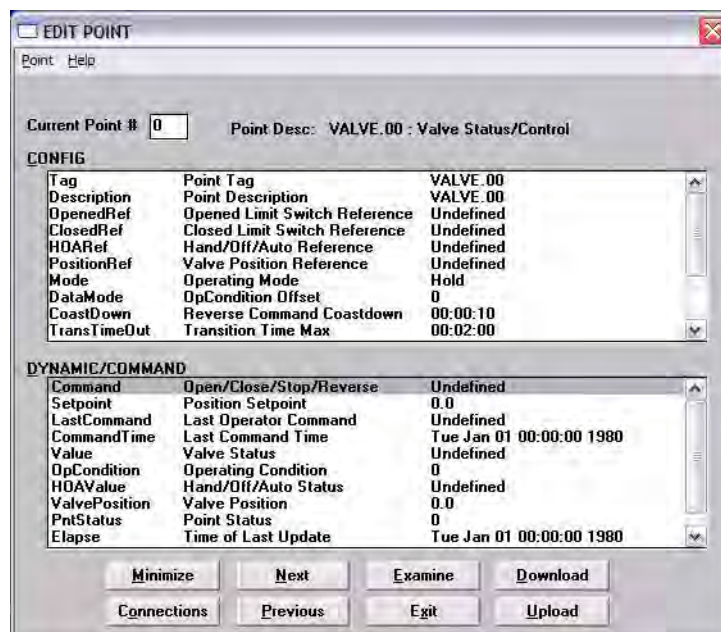 EDIT POINT
Point Help
Current Point # 0 Point Desc: VALVE.00 : Valve Status/Control
CONFIG
Tag Point Tag VALVE.00
Description Point Description VALVE.00
OpenedRef Opened Limit Switch Reference Undefined
ClosedRef Closed Limit Switch Reference Undefined
HOARef Hand/Off/Auto Reference Undefined
PositionRef Valve Position Reference Undefined
Mode Operating Mode Hold
DataMode OpCondition Offset 0
CoastDown Reverse Command Coastdown 00:00:10
TransTimeOut Transition Time Max 00:02:00
DYNAMIC/COMMAND
Command Open/Close/Stop/Reverse Undefined
Setpoint Position Setpoint 0.0
LastCommand Last Operator Command Undefined
CommandTime Last Command Time Tue Jan 01 00:00:00 1980
Value Valve Status Undefined
OpCondition Operating Condition 0
HOAValue Hand/Off/Auto Status Undefined
ValvePosition Valve Position 0.0
PntStatus Point Status 0
Elapse Time of Last Update Tue Jan 01 00:00:00 1980
Minimize Next Examine Download
Connections Previous Exit Upload